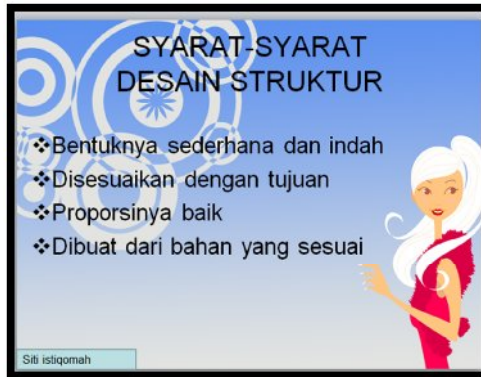 SYARAT-SYARAT
DESAIN STRUKTUR
❖Bentuknya sederhana dan indah
❖Disesuaikan dengan tujuan
❖Proporsinya baik
❖Dibuat dari bahan yang sesuai
Siti istiqomah